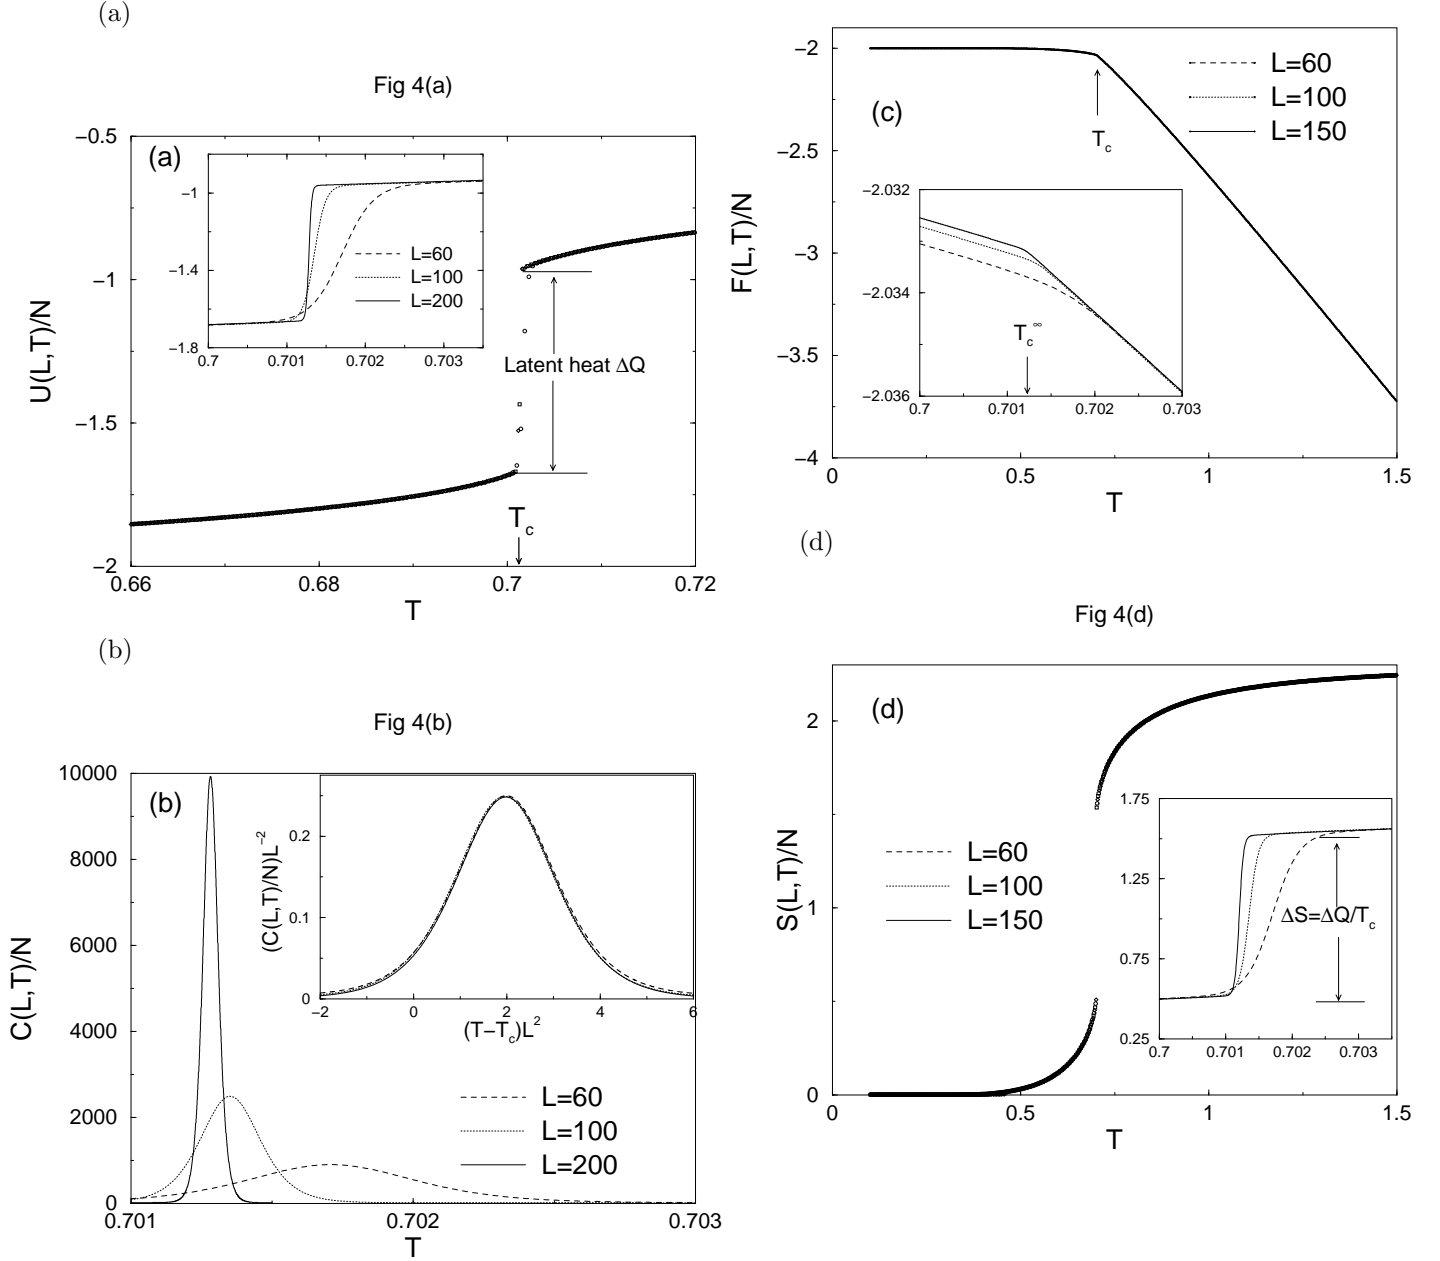 (a)
Fig 4(a)
(a)
U(L,T)/N
−0.5
−1
−1.5
−2
0.66
0.68
0.7
0.72
T
−1
−1.4
−1.8
0.7
0.701
0.702
0.703
L=60
L=100
L=200
Latent heat ΔQ
T_c
(b)
Fig 4(b)
(b)
C(L,T)/N
10000
8000
6000
4000
2000
0
0.701
0.702
0.703
T
(C(L,T)/N)L^−2
0.2
0.1
0
−2
0
2
4
6
(T−T_c)L^2
L=60
L=100
L=200
(c)
F(L,T)/N
−2
−2.5
−3
−3.5
−4
0
0.5
1
1.5
T
L=60
L=100
L=150
T_c
−2.032
−2.034
−2.036
0.7
0.701
0.702
0.703
T_c^∞
(d)
Fig 4(d)
(d)
S(L,T)/N
2
1
0
0
0.5
1
1.5
T
L=60
L=100
L=150
1.75
1.25
0.75
0.25
0.7
0.701
0.702
0.703
ΔS=ΔQ/T_c